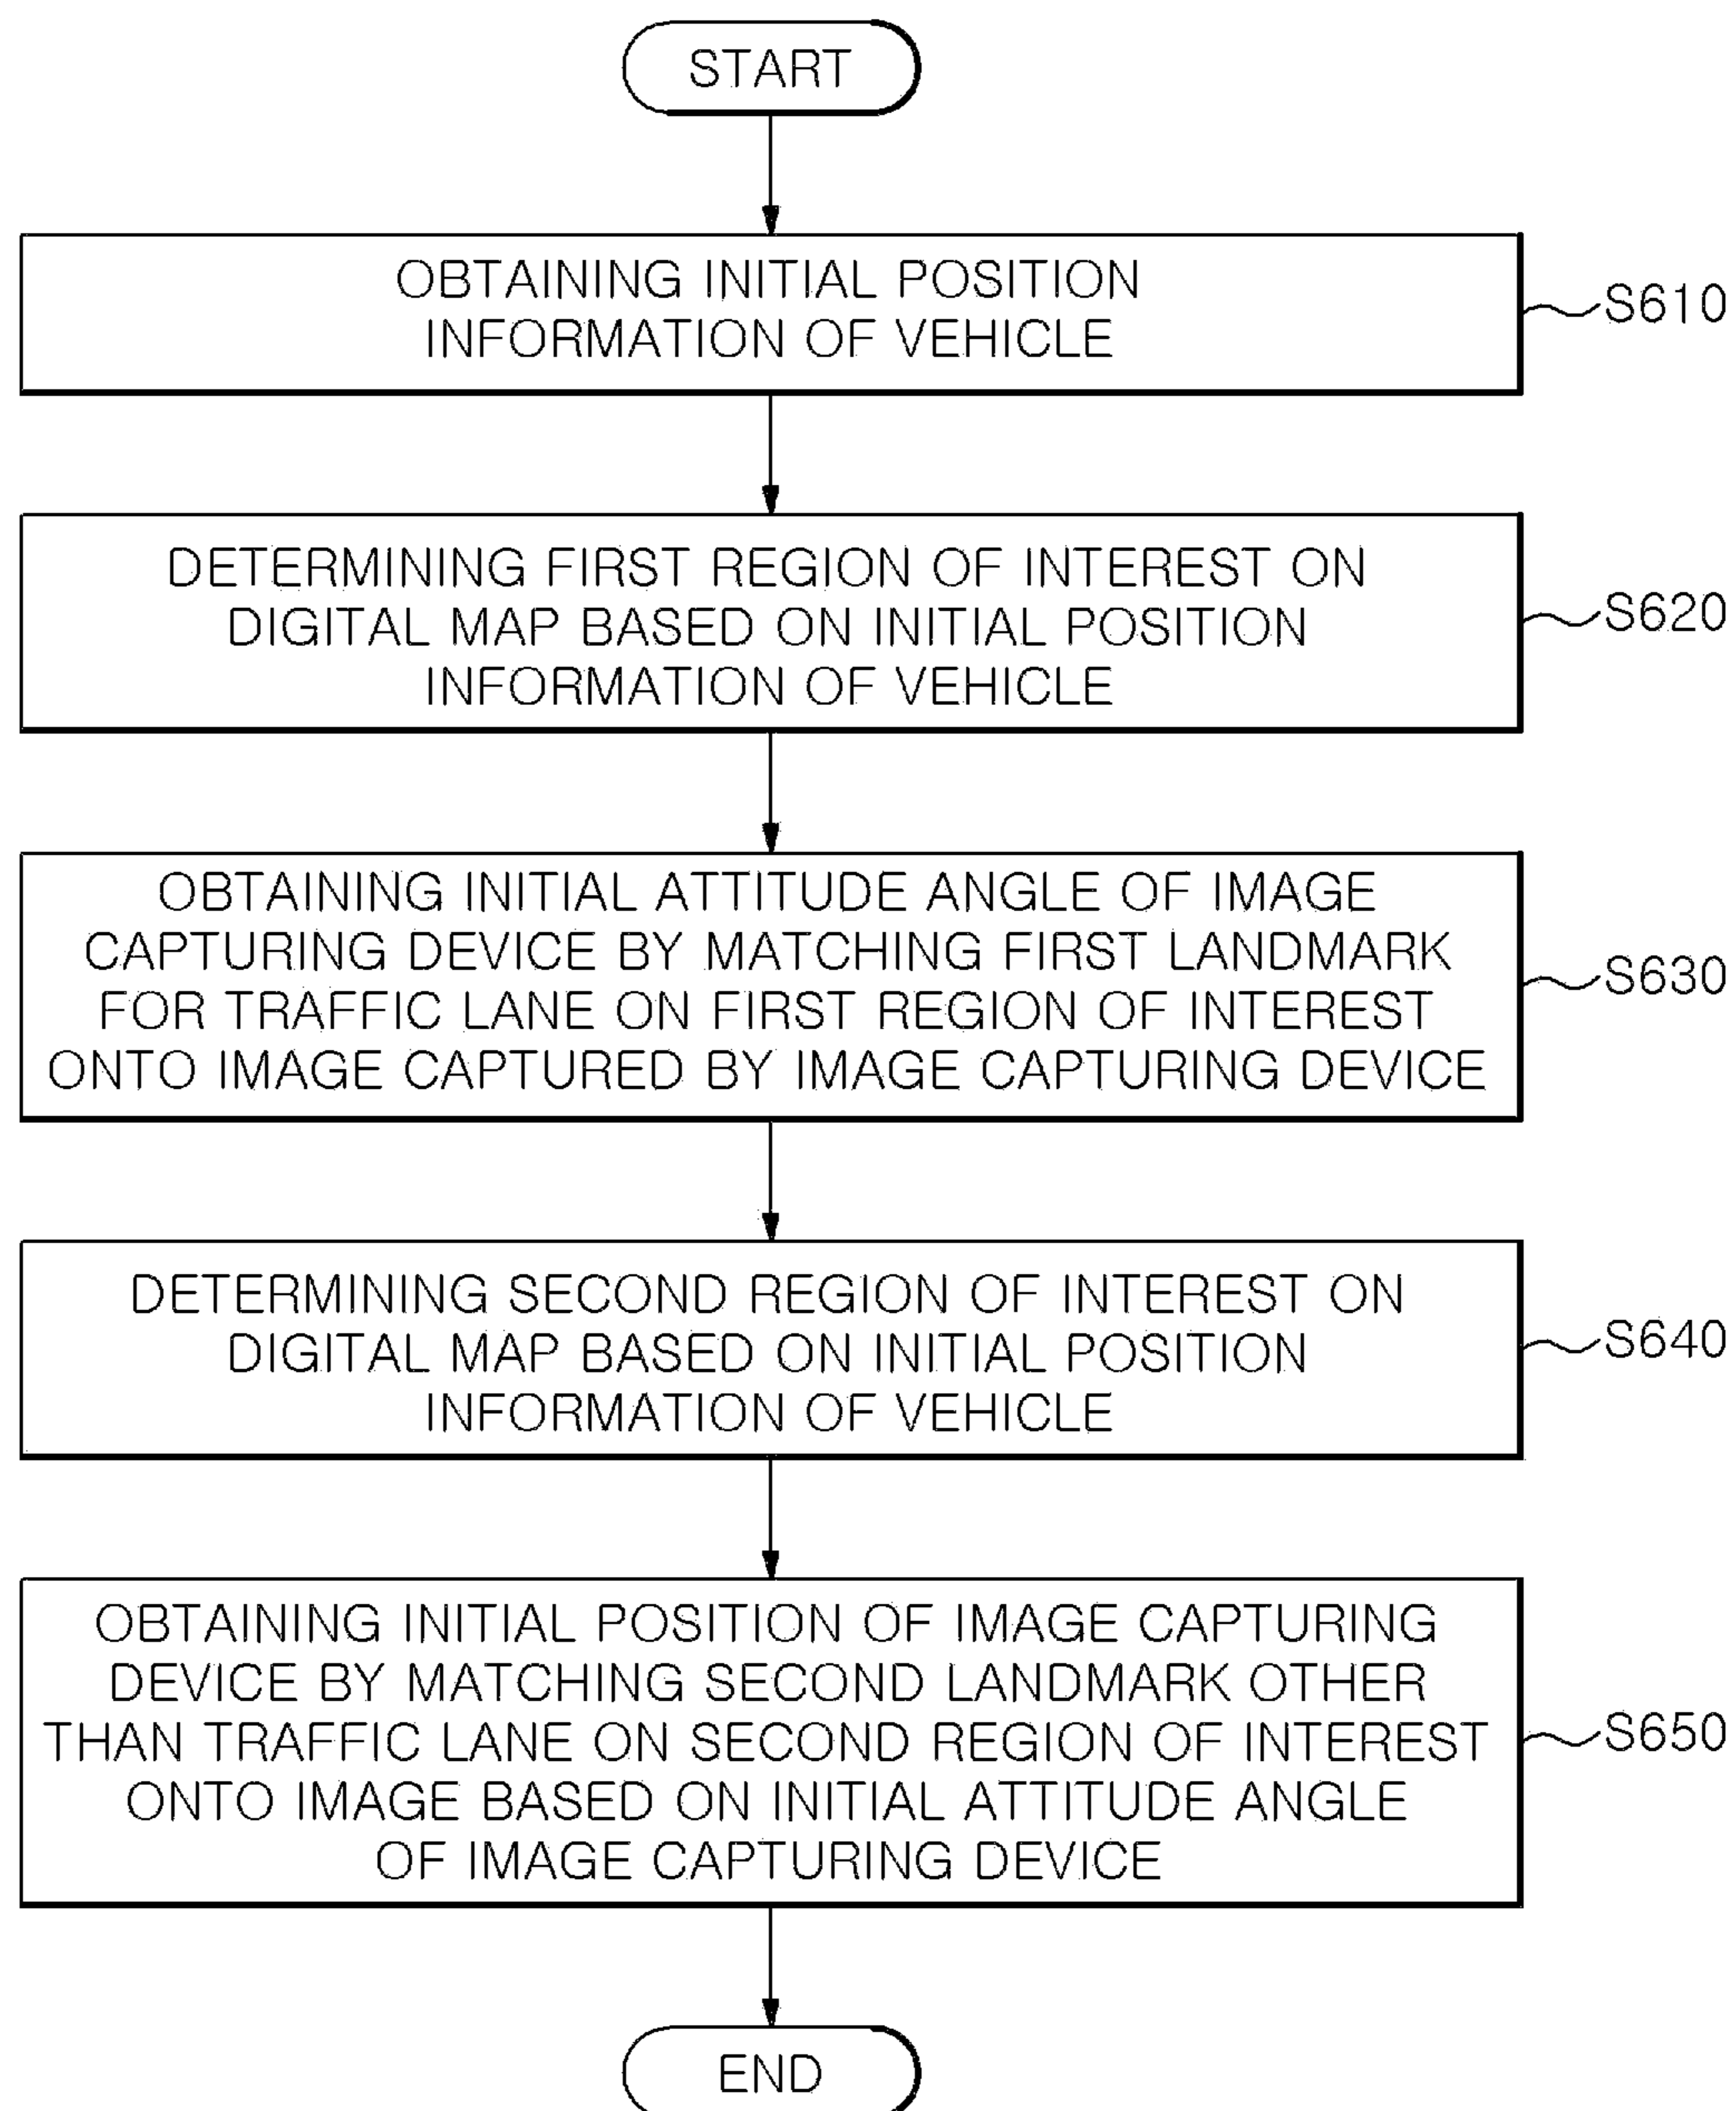 START
OBTAINING INITIAL POSITION
INFORMATION OF VEHICLE
S610
DETERMINING FIRST REGION OF INTEREST ON
DIGITAL MAP BASED ON INITIAL POSITION
INFORMATION OF VEHICLE
S620
OBTAINING INITIAL ATTITUDE ANGLE OF IMAGE
CAPTURING DEVICE BY MATCHING FIRST LANDMARK
FOR TRAFFIC LANE ON FIRST REGION OF INTEREST
ONTO IMAGE CAPTURED BY IMAGE CAPTURING DEVICE
S630
DETERMINING SECOND REGION OF INTEREST ON
DIGITAL MAP BASED ON INITIAL POSITION
INFORMATION OF VEHICLE
S640
OBTAINING INITIAL POSITION OF IMAGE CAPTURING
DEVICE BY MATCHING SECOND LANDMARK OTHER
THAN TRAFFIC LANE ON SECOND REGION OF INTEREST
ONTO IMAGE BASED ON INITIAL ATTITUDE ANGLE
OF IMAGE CAPTURING DEVICE
S650
END